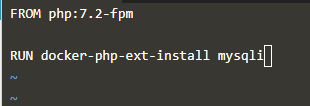 FROM php:7.2-fpm
RUN docker-php-ext-install mysqli
~
~